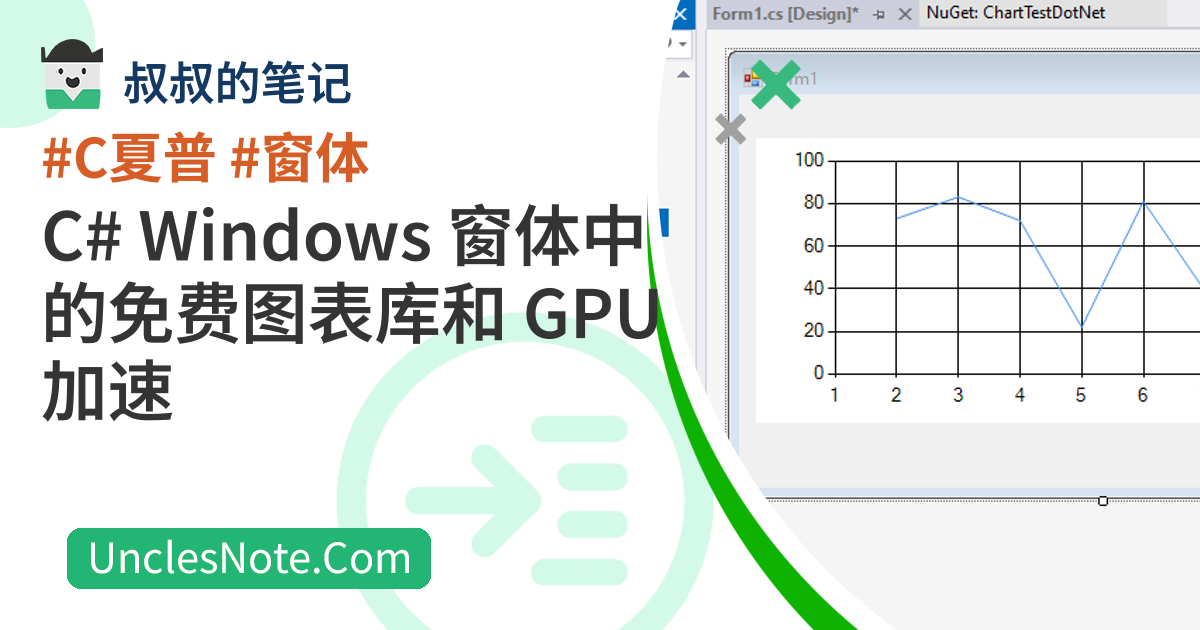 叔叔的笔记
#C夏普 #窗体
C# Windows 窗体中
的免费图表库和 GPU
加速
UnclesNote.Com
Form1.cs [Design]*
NuGet: ChartTestDotNet
100
80
60
40
20
0
1 2 3 4 5 6